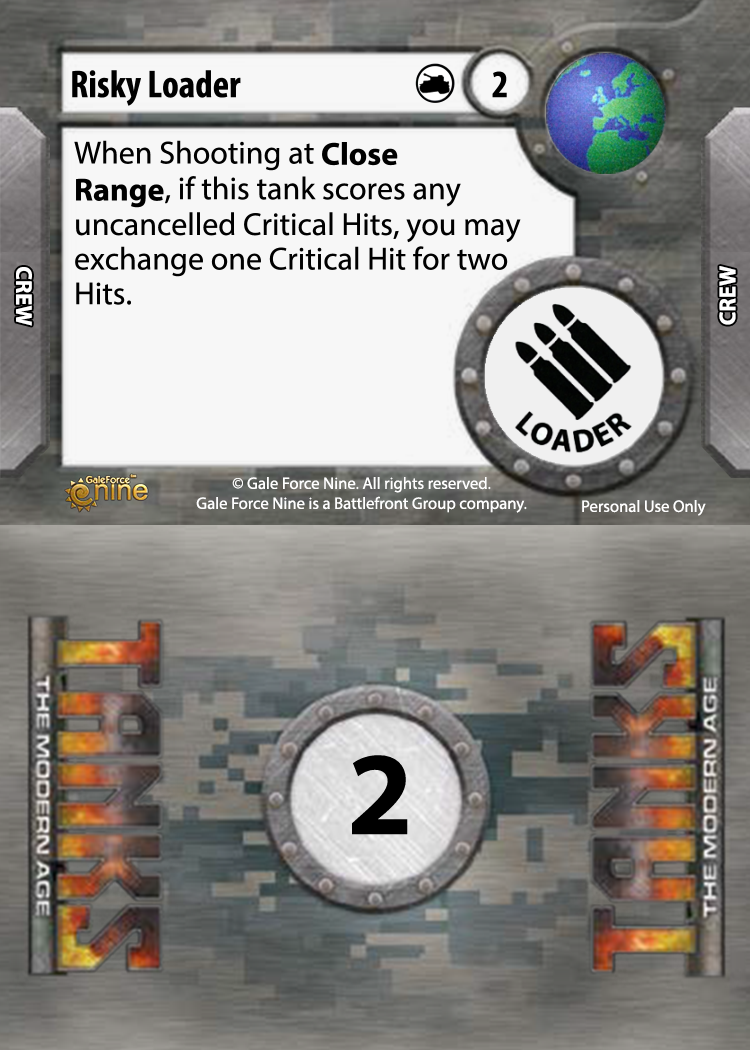 Risky Loader
2
When Shooting at Close
Range, if this tank scores any
uncancelled Critical Hits, you may
exchange one Critical Hit for two
Hits.
CREW
CREW
LOADER
GaleForce™
nine
© Gale Force Nine. All rights reserved.
Gale Force Nine is a Battlefront Group company.
Personal Use Only
TANKS
THE MODERN AGE
2
TANKS
THE MODERN AGE